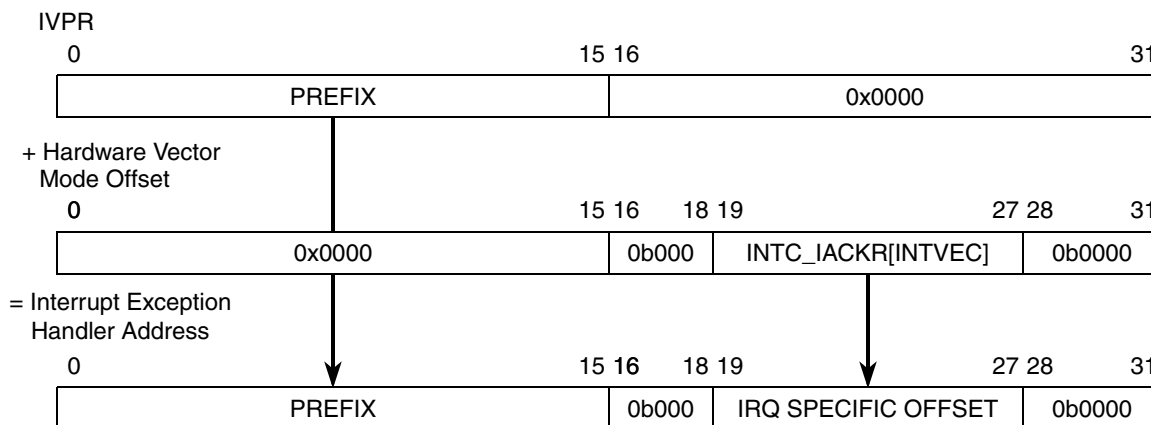 IVPR
0 15 16 31
PREFIX 0x0000
+ Hardware Vector
Mode Offset
0 15 16 18 19 27 28 31
0x0000 0b000 INTC_IACKR[INTVEC] 0b0000
= Interrupt Exception
Handler Address
0 15 16 18 19 27 28 31
PREFIX 0b000 IRQ SPECIFIC OFFSET 0b0000